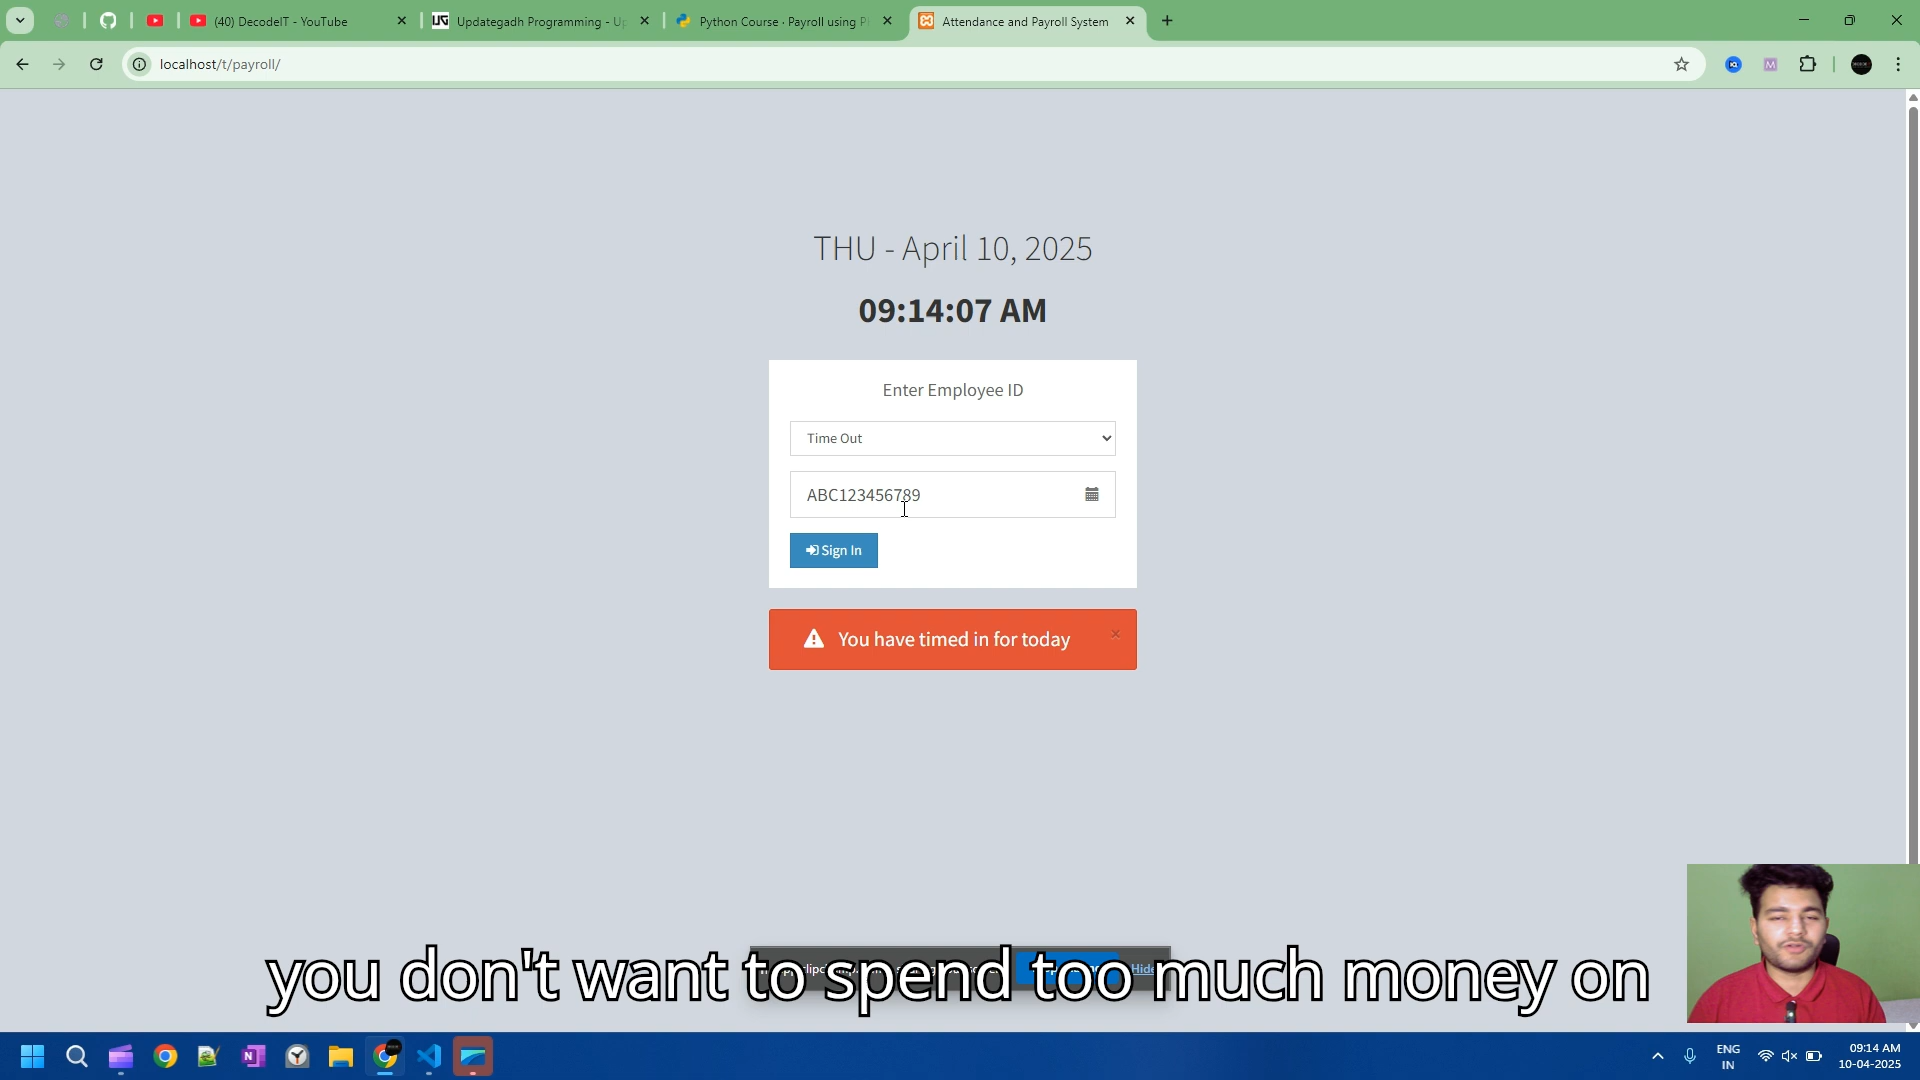 (40) DecodeIT - YouTube
Updategadh Programming - Up
Python Course · Payroll using P
Attendance and Payroll System
localhost/t/payroll/
THU - April 10, 2025
09:14:07 AM
Enter Employee ID
Time Out
ABC123456789
Sign In
You have timed in for today
Hide
you don't want to spend too much money on
ENG
IN
09:14 AM
10-04-2025